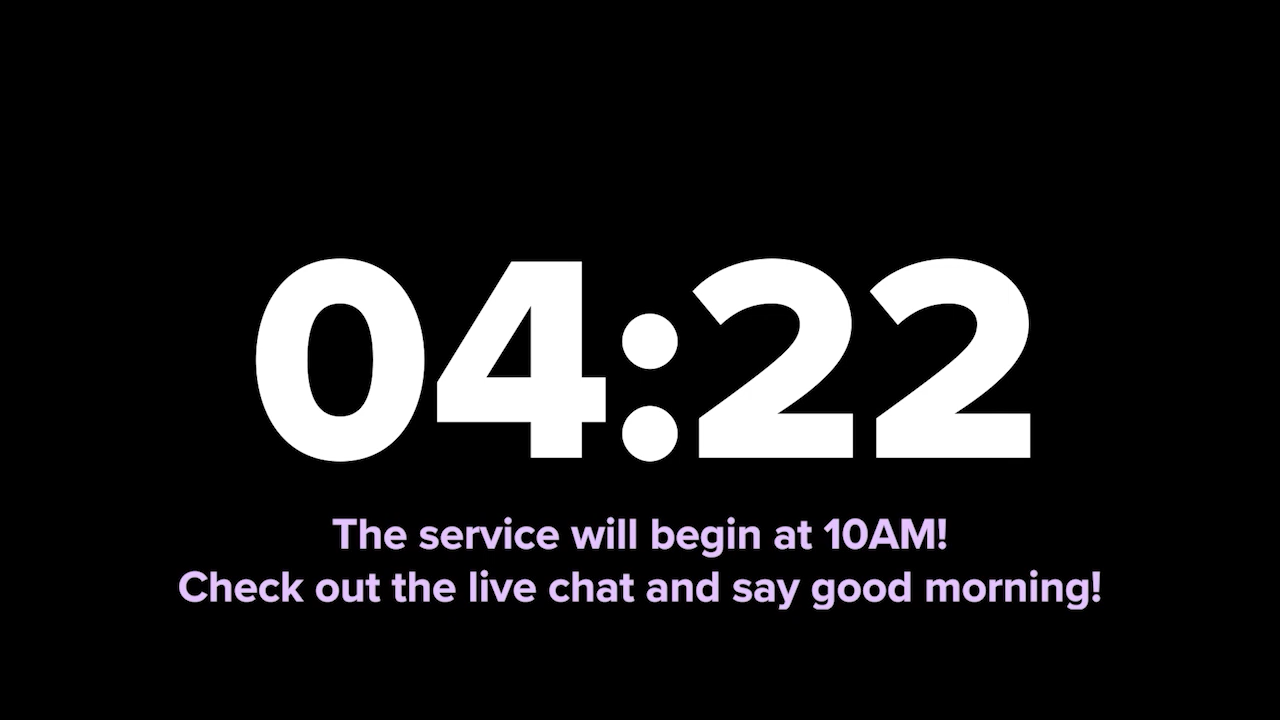 04:22
The service will begin at 10AM!
Check out the live chat and say good morning!